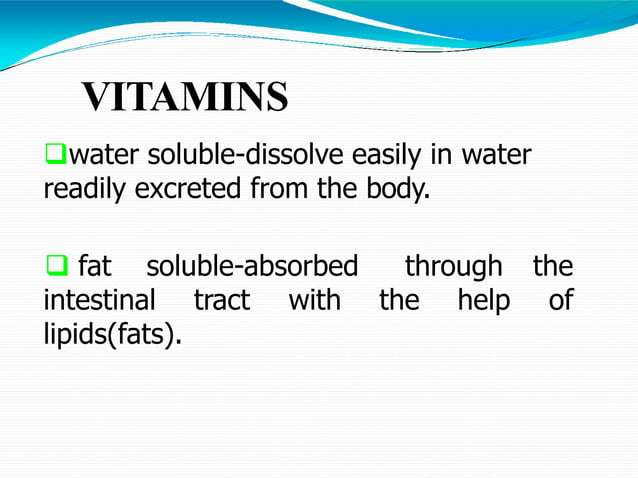 VITAMINS
water soluble-dissolve easily in water
readily excreted from the body.
fat soluble-absorbed through the
intestinal tract with the help of
lipids(fats).